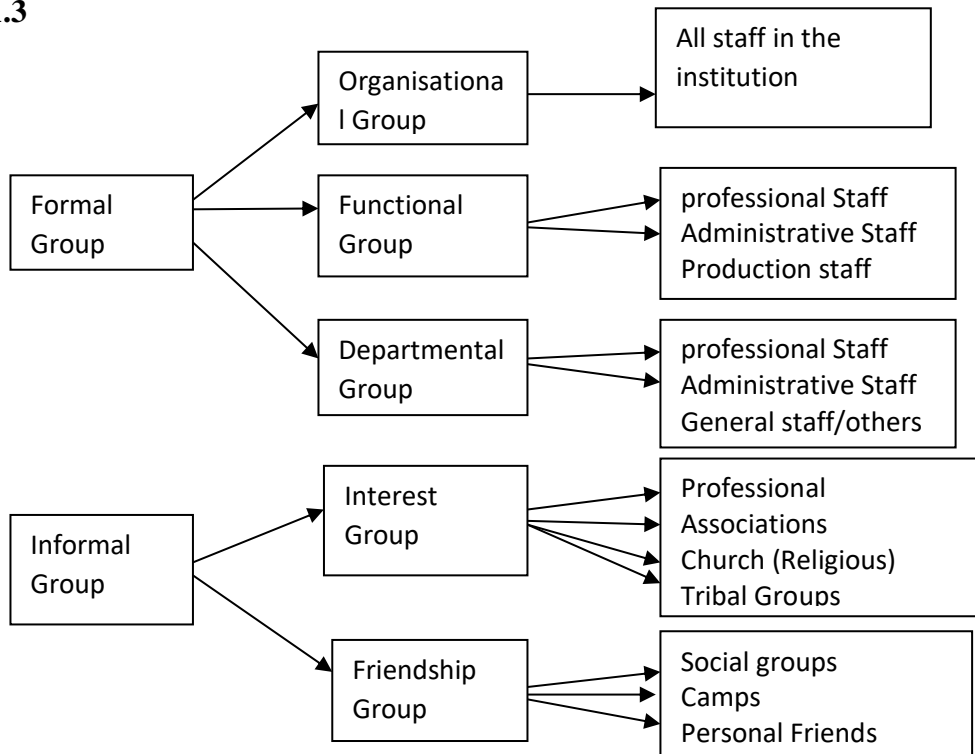 .3
All staff in the
institution
Organisationa
l Group
Formal
Group
Functional
Group
professional Staff
Administrative Staff
Production staff
Departmental
Group
professional Staff
Administrative Staff
General staff/others
Informal
Group
Interest
Group
Professional
Associations
Church (Religious)
Tribal Groups
Friendship
Group
Social groups
Camps
Personal Friends